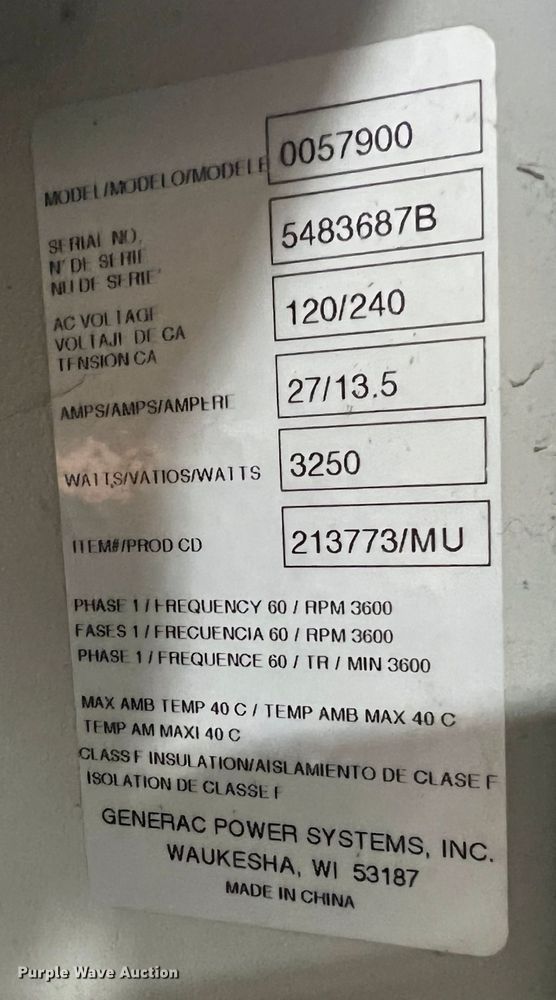 MODEL/MODELO/MODELE 0057900
SERIAL NO. 5483687B
N° DE SERIE
NU DE SERIE
AC VOLTAGE 120/240
VOLTAJE DE CA
TENSION CA
AMPS/AMPS/AMPERE 27/13.5
WATTS/VATIOS/WATTS 3250
ITEM#/PROD CD 213773/MU
PHASE 1 / FREQUENCY 60 / RPM 3600
FASES 1 / FRECUENCIA 60 / RPM 3600
PHASE 1 / FREQUENCE 60 / TR / MIN 3600
MAX AMB TEMP 40 C / TEMP AMB MAX 40 C
TEMP AM MAXI 40 C
CLASS F INSULATION/AISLAMIENTO DE CLASE F
ISOLATION DE CLASSE F
GENERAC POWER SYSTEMS, INC.
WAUKESHA, WI 53187
MADE IN CHINA
Purple Wave Auction